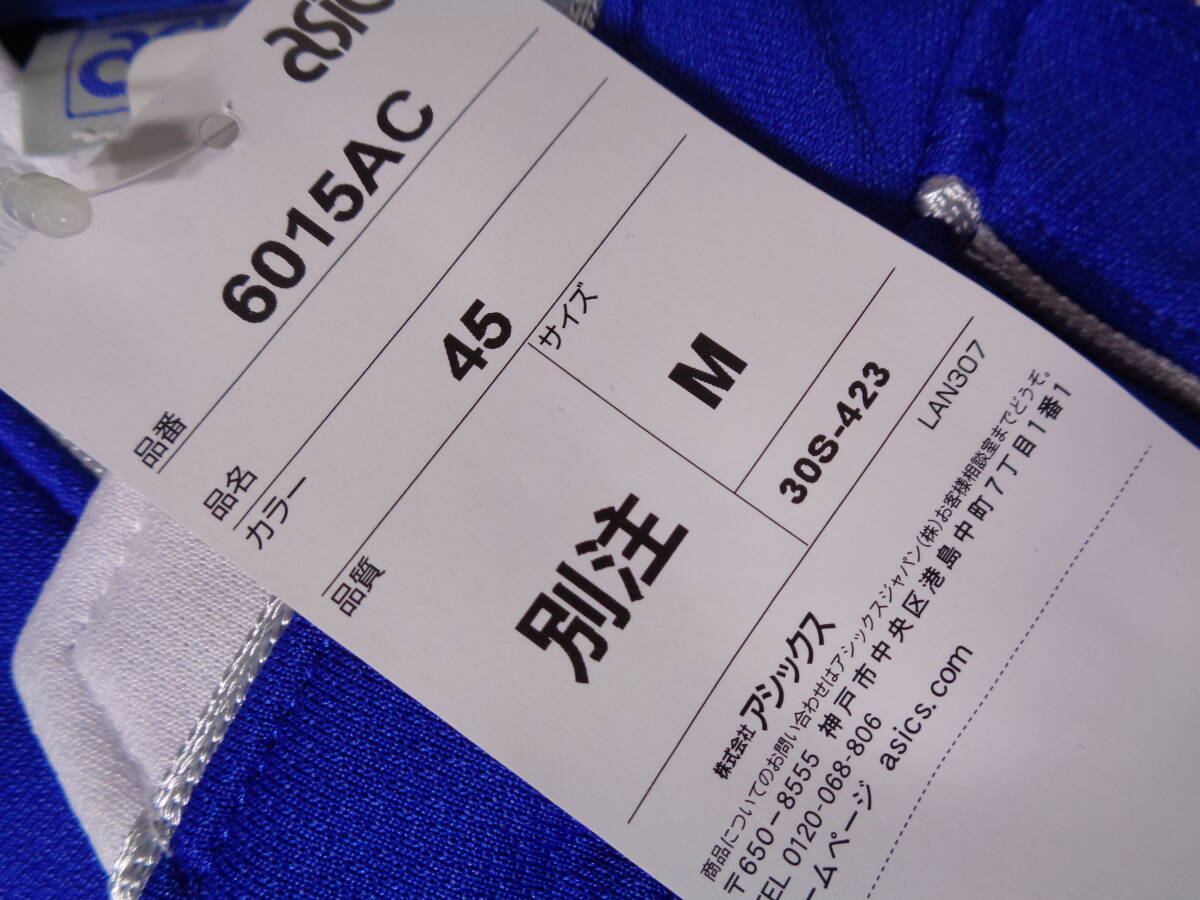 asic
品番
6015AC
品名
カラー
45
サイズ
M
品質
別注
30S-423
LAN307
株式会社アシックス
商品についてのお問い合わせはアシックスジャパン(株)お客様相談室までどうぞ。
〒650-8555 神戸市中央区港島中町7丁目1番1
TEL 0120-068-806
ームページ asics.com